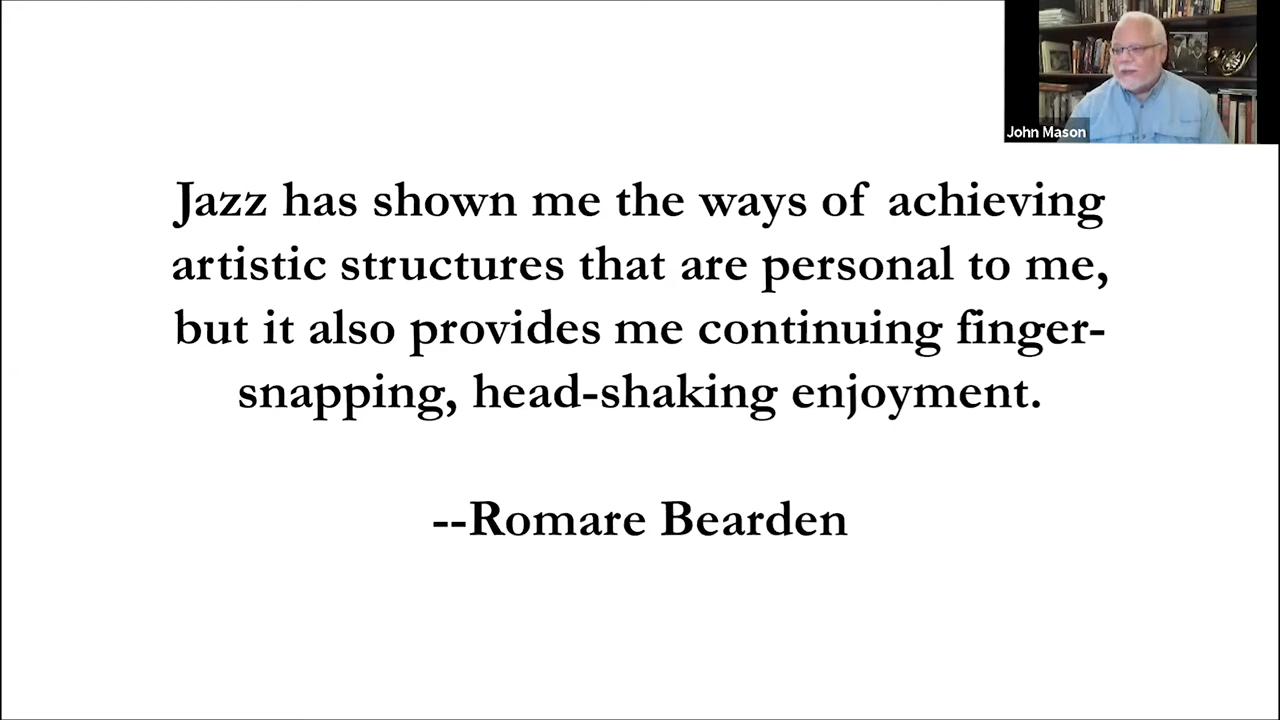 John Mason
Jazz has shown me the ways of achieving
artistic structures that are personal to me,
but it also provides me continuing finger-
snapping, head-shaking enjoyment.
--Romare Bearden